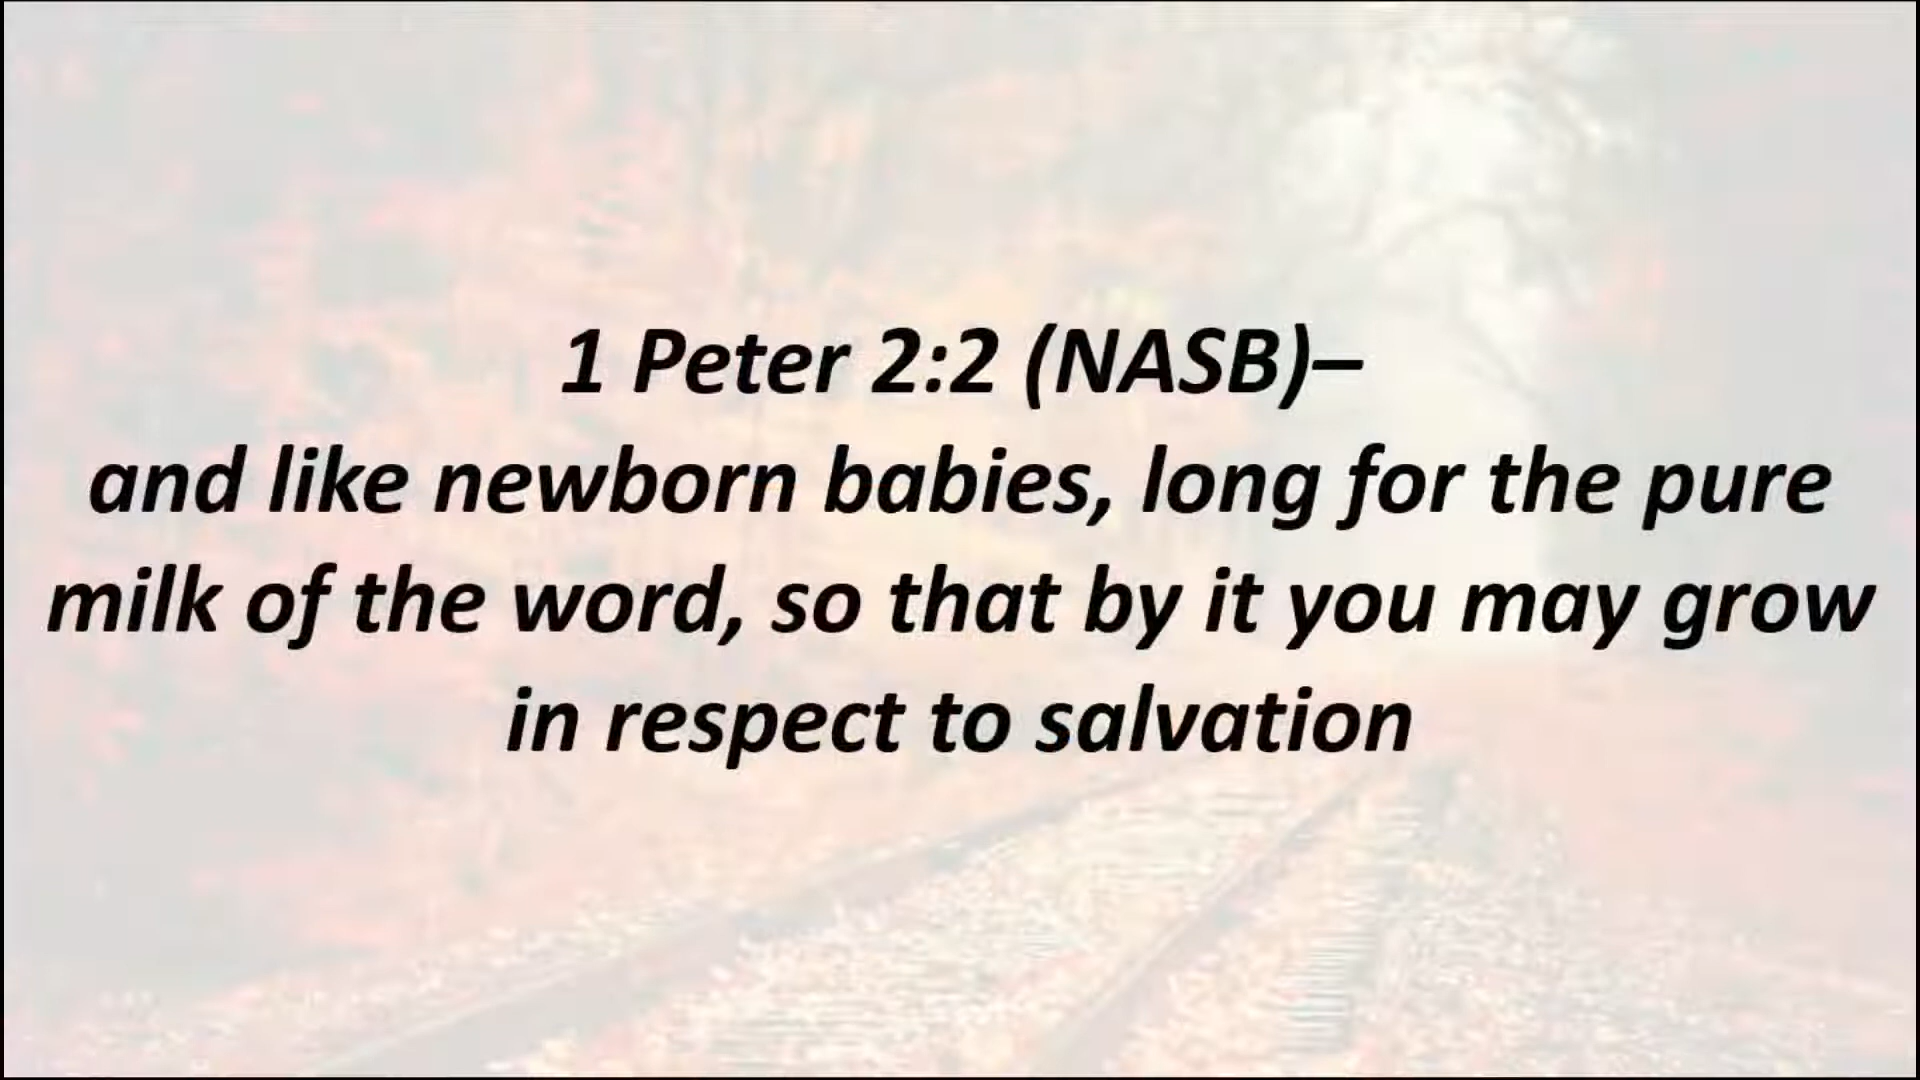 1 Peter 2:2 (NASB)–
and like newborn babies, long for the pure
milk of the word, so that by it you may grow
in respect to salvation